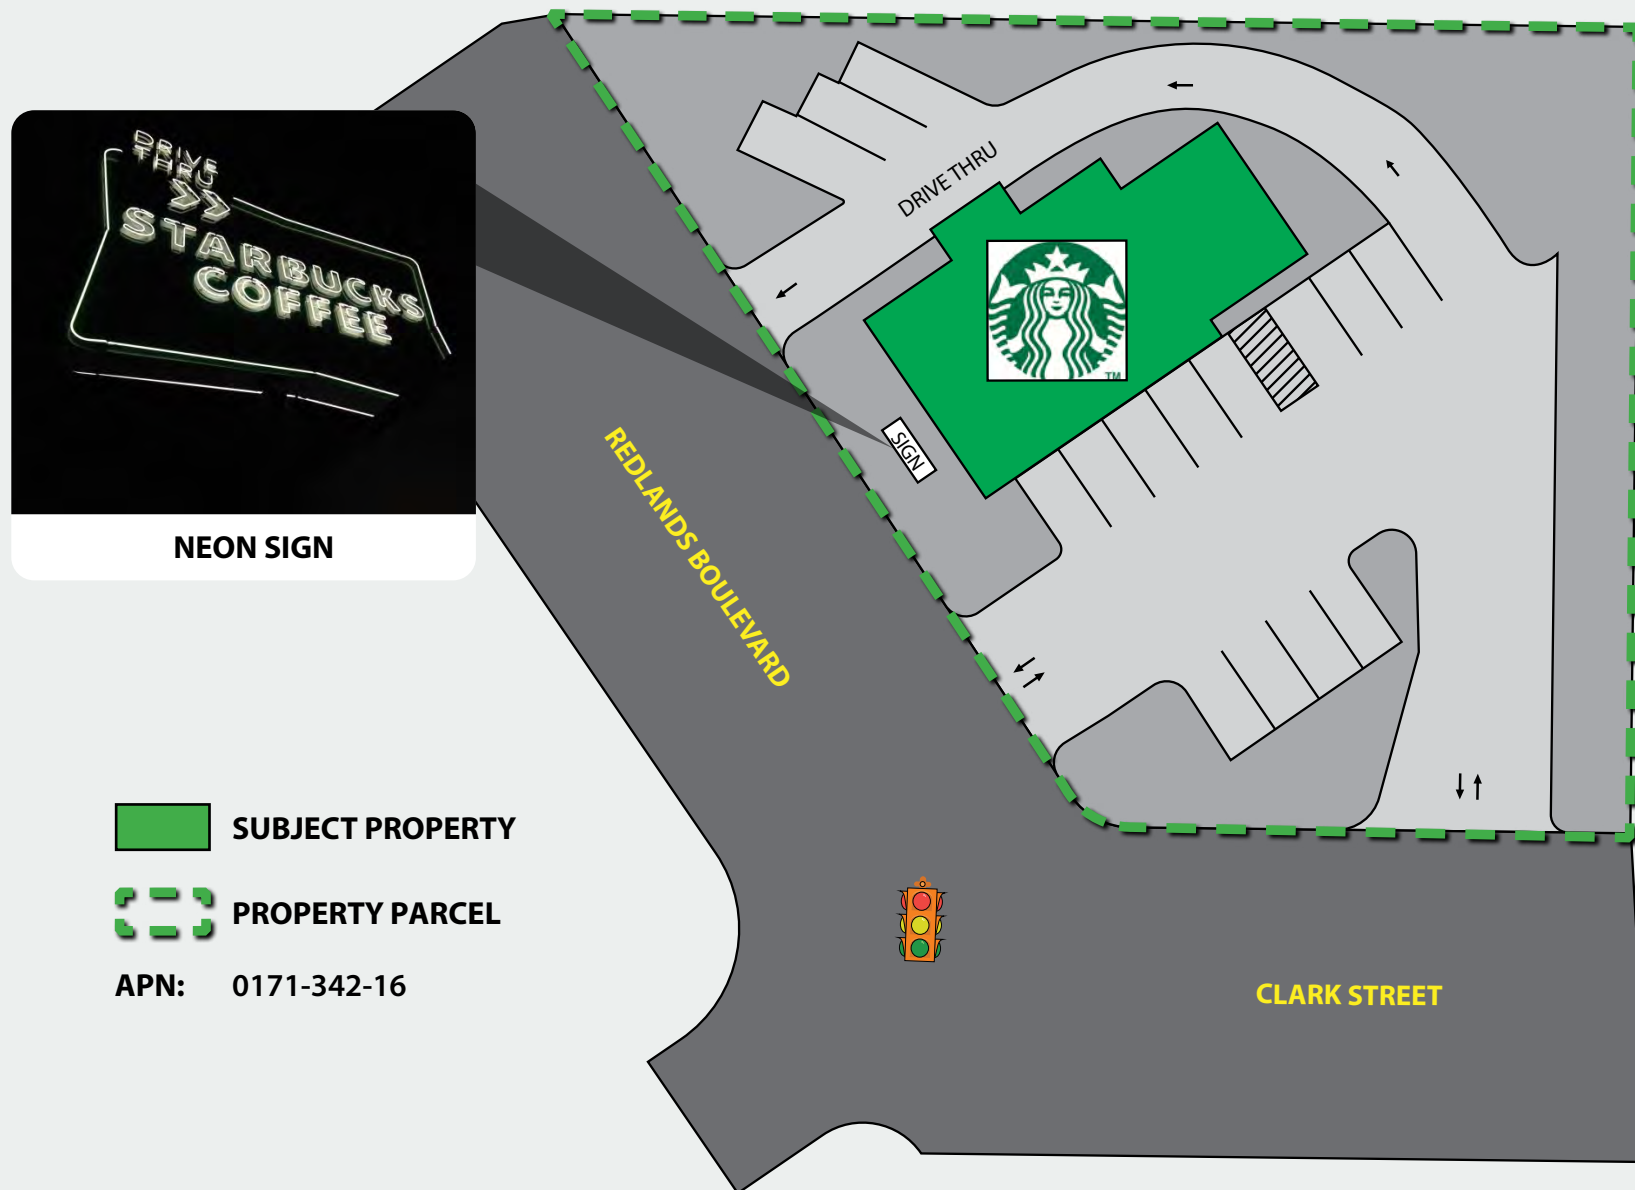 DRIVE
THRU
STARBUCKS
COFFEE
NEON SIGN
DRIVE THRU
TM
SIGN
REDLANDS BOULEVARD
SUBJECT PROPERTY
PROPERTY PARCEL
APN: 0171-342-16
CLARK STREET